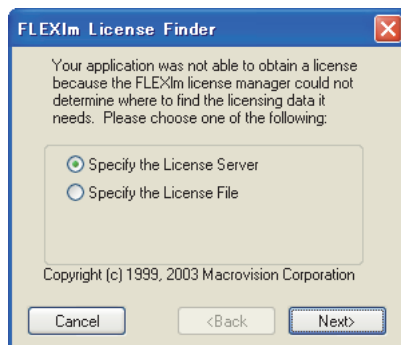 FLEXlm License Finder
Your application was not able to obtain a license
because the FLEXlm license manager could not
determine where to find the licensing data it
needs. Please choose one of the following:
Specify the License Server
Specify the License File
Copyright (c) 1999, 2003 Macrovision Corporation
Cancel
<Back
Next>